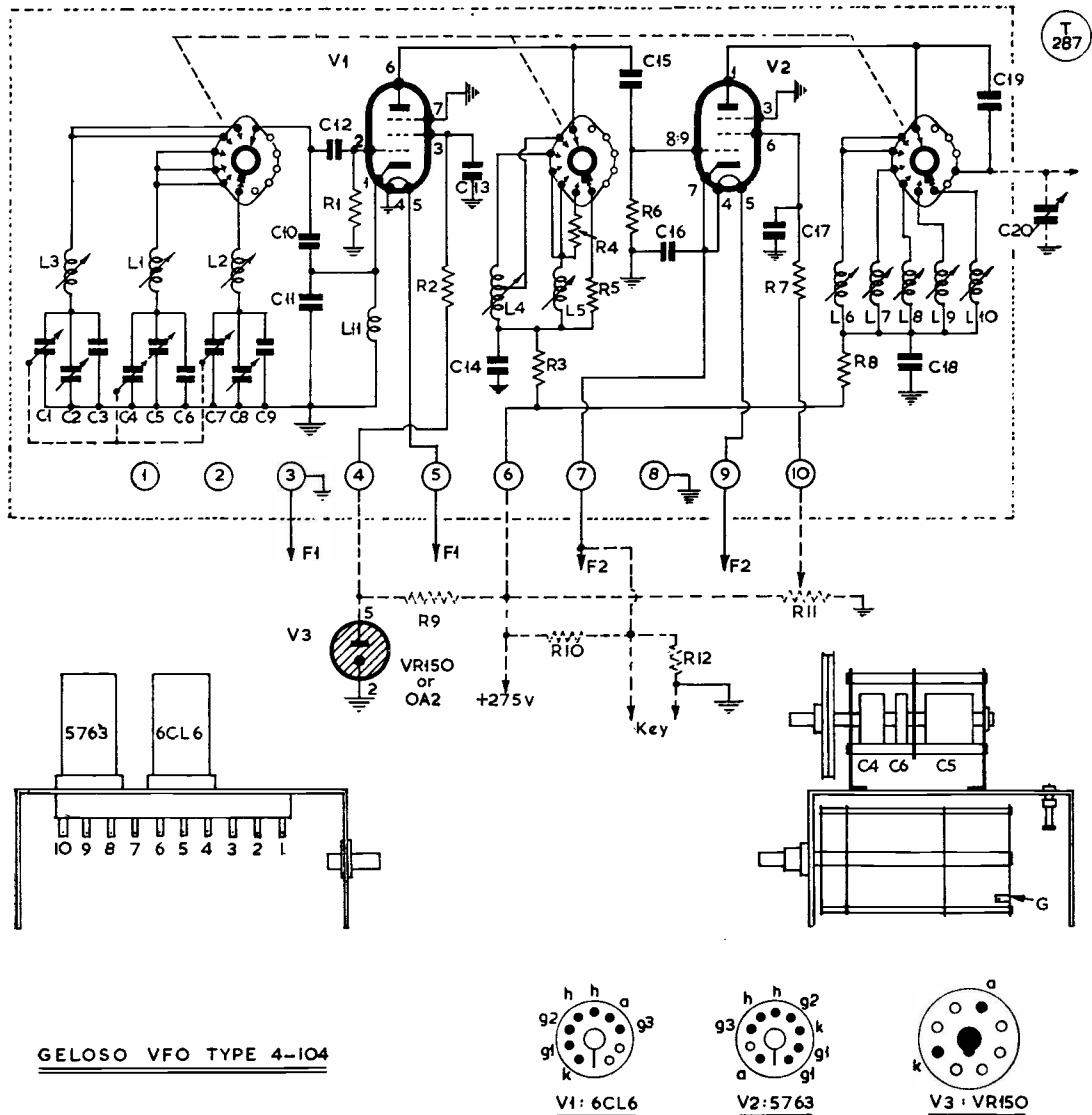 T
287
V1
C15
V2
C19
6
1
7
3
C12
2
3
8:9
6
1
4
5
C13
7
4
5
R1
R6
C16
C17
C20
C10
R4
L3
L1
L2
R2
R5
R7
C11
L4
L5
L6
L7
L8
L9
L10
L11
C14
R3
R8
C18
C1
C2
C3
C4
C5
C6
C7
C8
C9
1
2
3
4
5
6
7
8
9
10
F1
F1
F2
F2
5
R9
R11
V3
VR150
or
OA2
2
R10
R12
+275v
Key
5763
6CL6
10 9 8 7 6 5 4 3 2 1
C4 C6 C5
G
GELOSO VFO TYPE 4-104
h h a
g2 g3
g1
k
V1: 6CL6
h h g2
g3 k
g1
a g1
V2:5763
a
k
V3: VR150